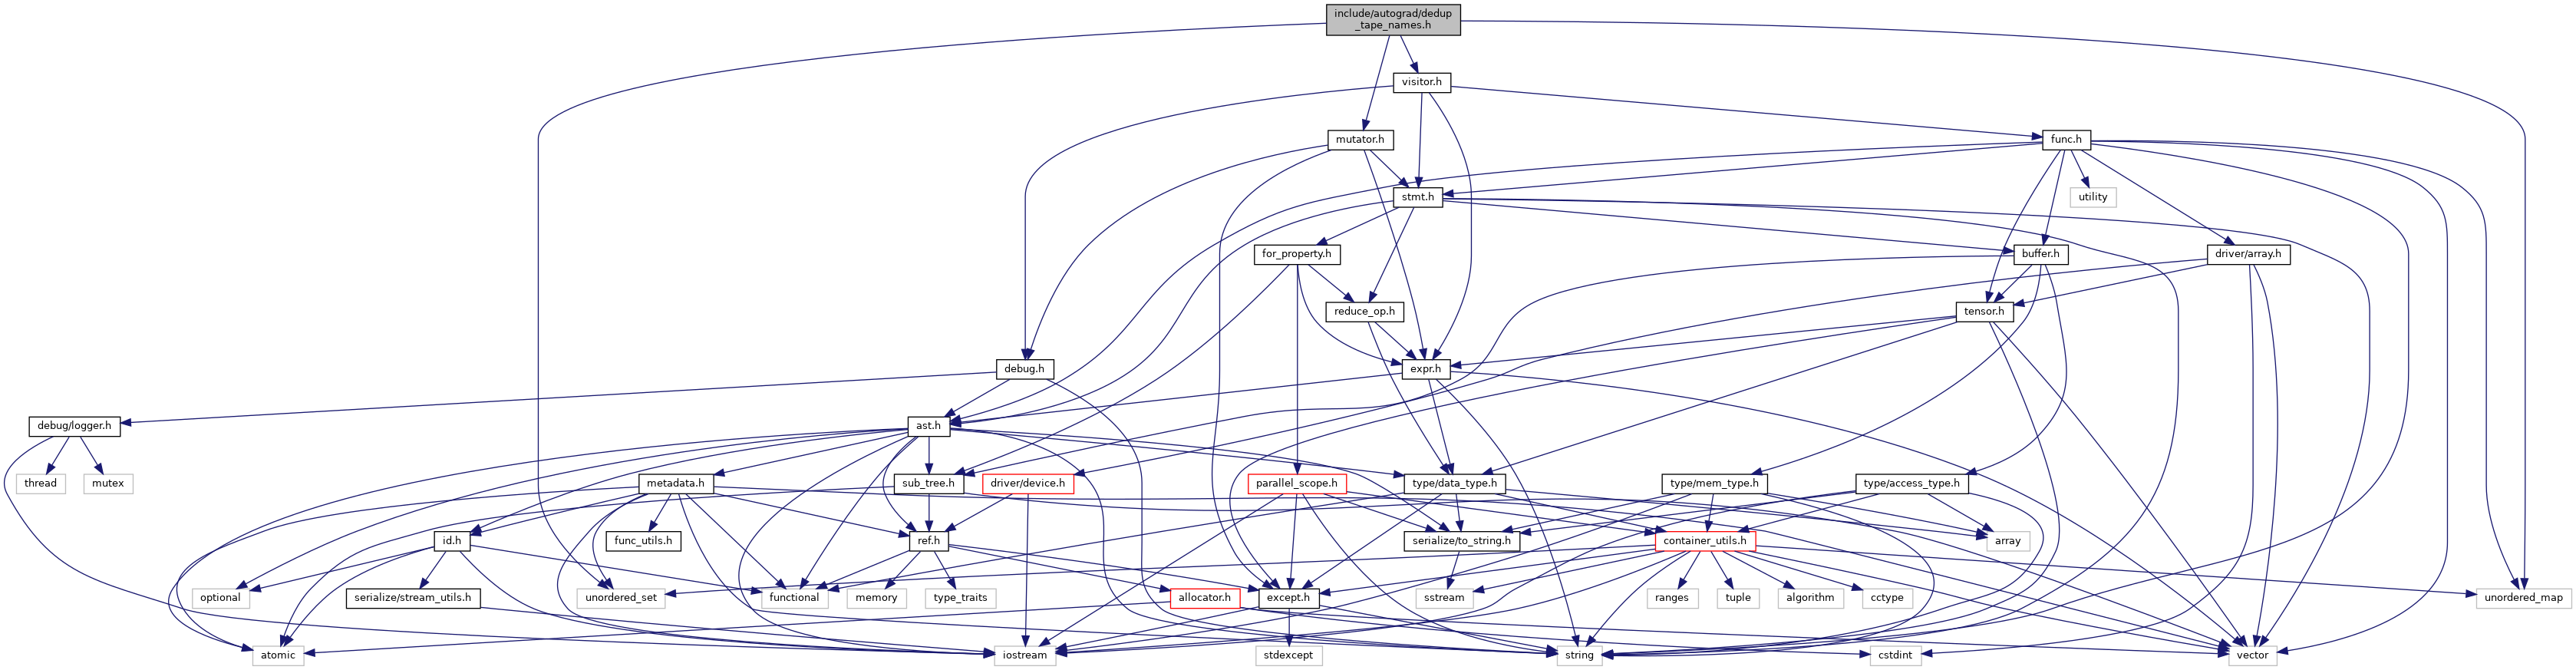 include/autograd/dedup
_tape_names.h
visitor.h
mutator.h
func.h
stmt.h
utility
for_property.h
buffer.h
driver/array.h
reduce_op.h
tensor.h
debug.h
expr.h
debug/logger.h
ast.h
thread
mutex
metadata.h
sub_tree.h
driver/device.h
parallel_scope.h
type/data_type.h
type/mem_type.h
type/access_type.h
id.h
func_utils.h
ref.h
serialize/to_string.h
container_utils.h
array
optional
serialize/stream_utils.h
unordered_set
functional
memory
type_traits
allocator.h
except.h
sstream
ranges
tuple
algorithm
cctype
unordered_map
atomic
iostream
stdexcept
string
cstdint
vector